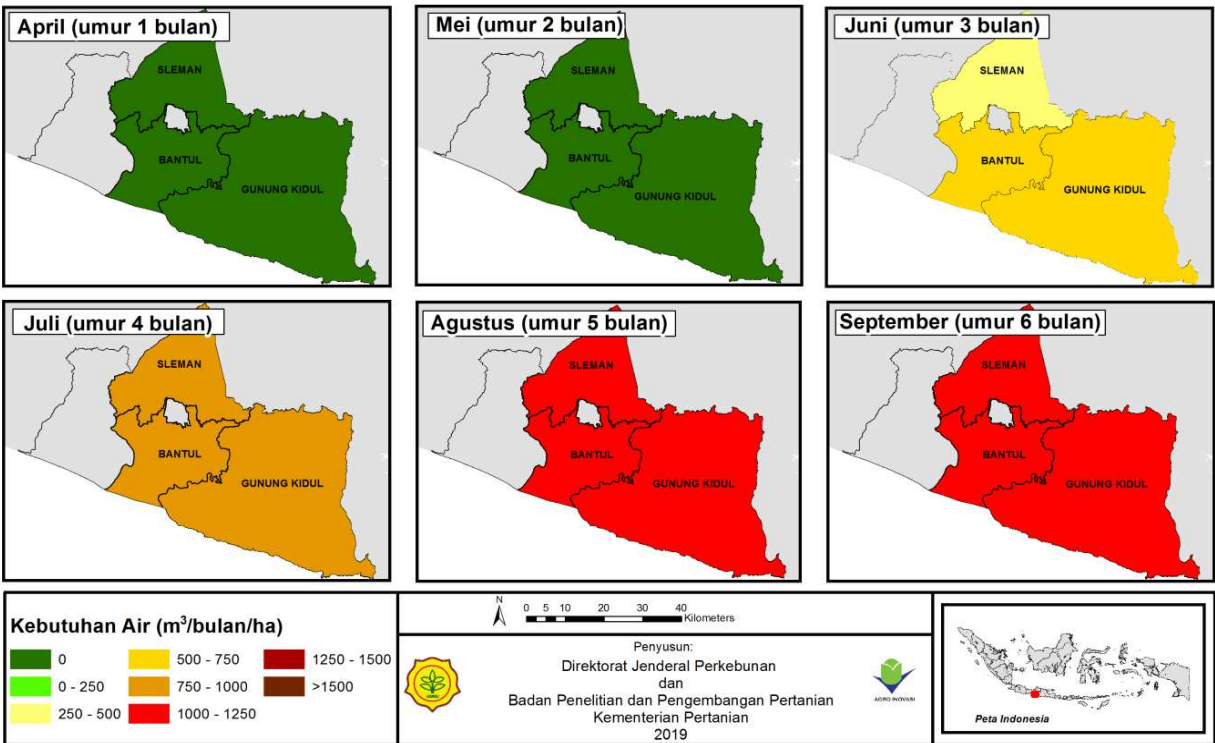 April (umur 1 bulan)
SLEMAN
BANTUL
GUNUNG KIDUL
Mei (umur 2 bulan)
SLEMAN
BANTUL
GUNUNG KIDUL
Juni (umur 3 bulan)
SLEMAN
BANTUL
GUNUNG KIDUL
Juli (umur 4 bulan)
SLEMAN
BANTUL
GUNUNG KIDUL
Agustus (umur 5 bulan)
SLEMAN
BANTUL
GUNUNG KIDUL
September (umur 6 bulan)
SLEMAN
BANTUL
GUNUNG KIDUL
Kebutuhan Air (m³/bulan/ha)
0
0 - 250
250 - 500
500 - 750
750 - 1000
1000 - 1250
1250 - 1500
>1500
N
0 5 10 20 30 40
Kilometers
Penyusun:
Direktorat Jenderal Perkebunan
dan
Badan Penelitian dan Pengembangan Pertanian
Kementerian Pertanian
2019
AGRO INOVASI
Peta Indonesia